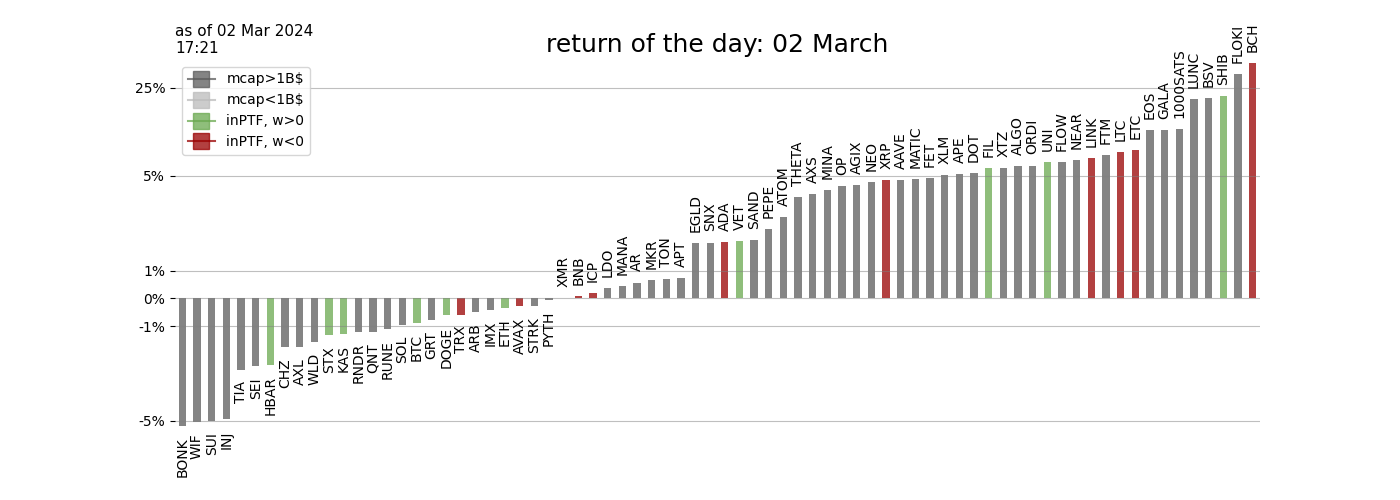 as of 02 Mar 2024
17:21
return of the day: 02 March
mcap>1B$
mcap<1B$
inPTF, w>0
inPTF, w<0
25%
5%
1%
0%
-1%
-5%
BONK
WIF
SUI
INJ
TIA
SEI
HBAR
CHZ
AXL
WLD
STX
KAS
RNDR
QNT
RUNE
SOL
BTC
GRT
DOGE
TRX
ARB
IMX
ETH
AVAX
STRK
PYTH
XMR
BNB
ICP
LDO
MANA
AR
MKR
TON
APT
EGLD
SNX
ADA
VET
SAND
PEPE
ATOM
THETA
AXS
MINA
OP
AGIX
NEO
XRP
AAVE
MATIC
FET
XLM
APE
DOT
FIL
XTZ
ALGO
ORDI
UNI
FLOW
NEAR
LINK
FTM
LTC
ETC
EOS
GALA
1000SATS
LUNC
BSV
SHIB
FLOKI
BCH